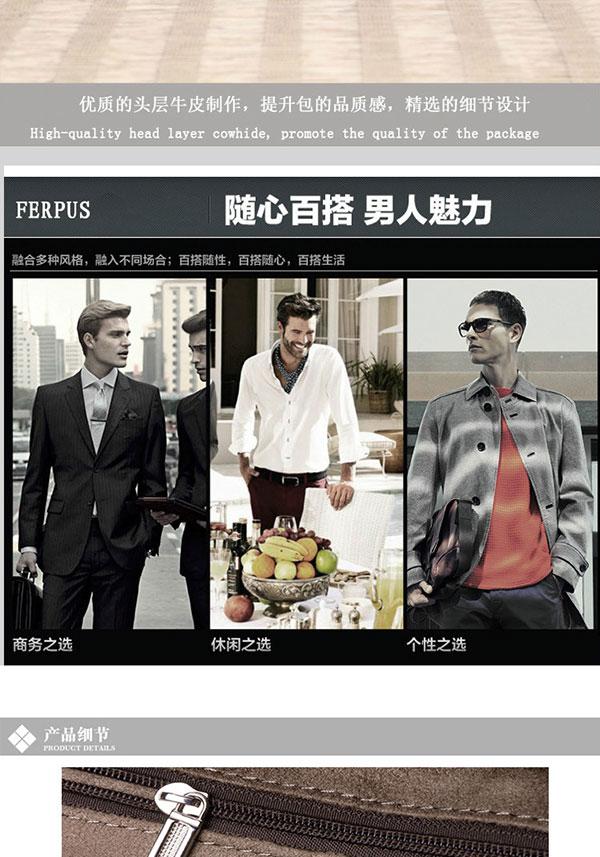 优质的头层牛皮制作，提升包的品质感，精选的细节设计
High-quality head layer cowhide, promote the quality of the package
FERPUS
随心百搭 男人魅力
融合多种风格，融入不同场合；百搭随性，百搭随心，百搭生活
商务之选
休闲之选
个性之选
产品细节
PRODUCT DETAILS